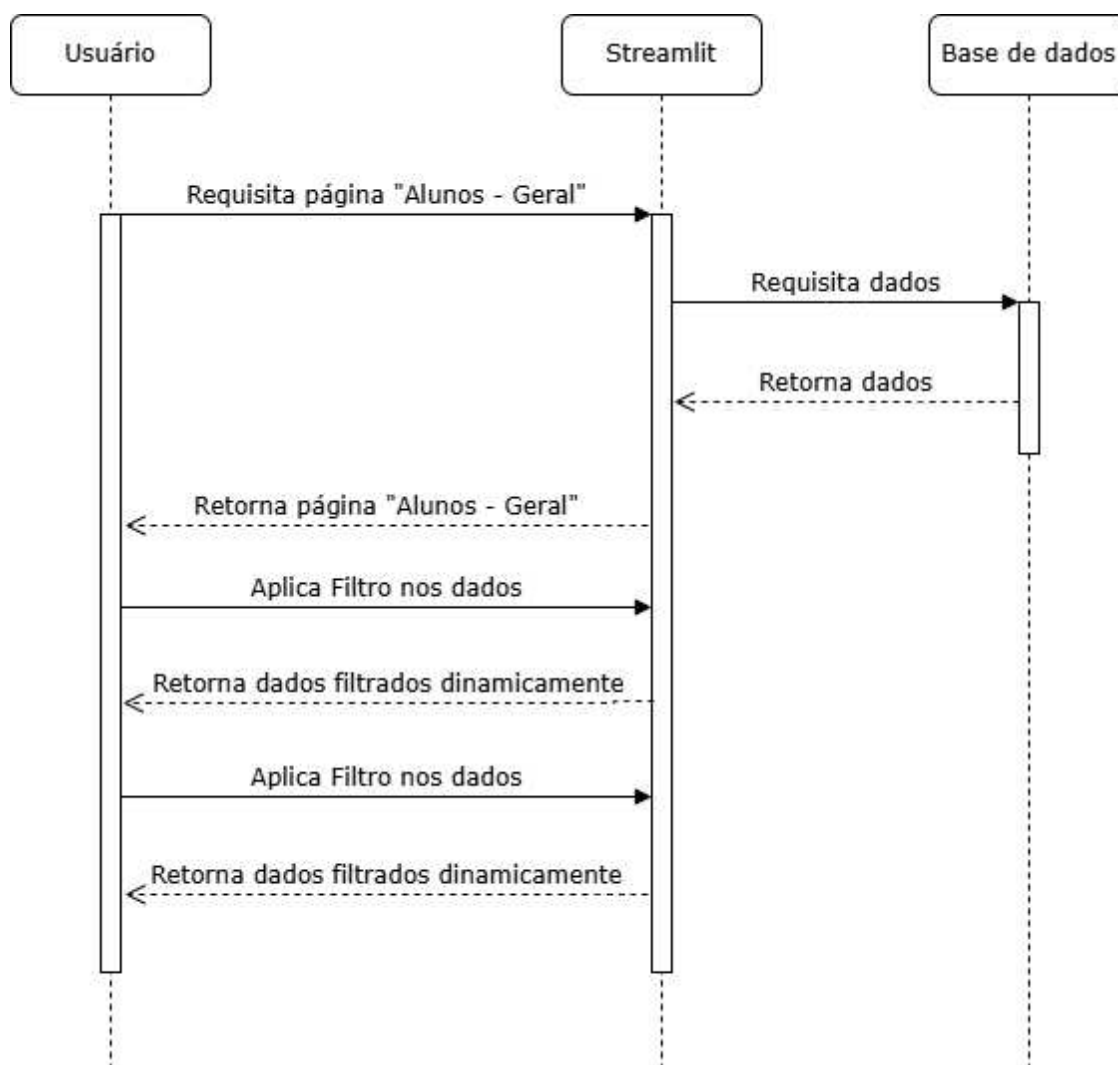 Usuário
Streamlit
Base de dados
Requisita página "Alunos - Geral"
Requisita dados
Retorna dados
Retorna página "Alunos - Geral"
Aplica Filtro nos dados
Retorna dados filtrados dinamicamente
Aplica Filtro nos dados
Retorna dados filtrados dinamicamente